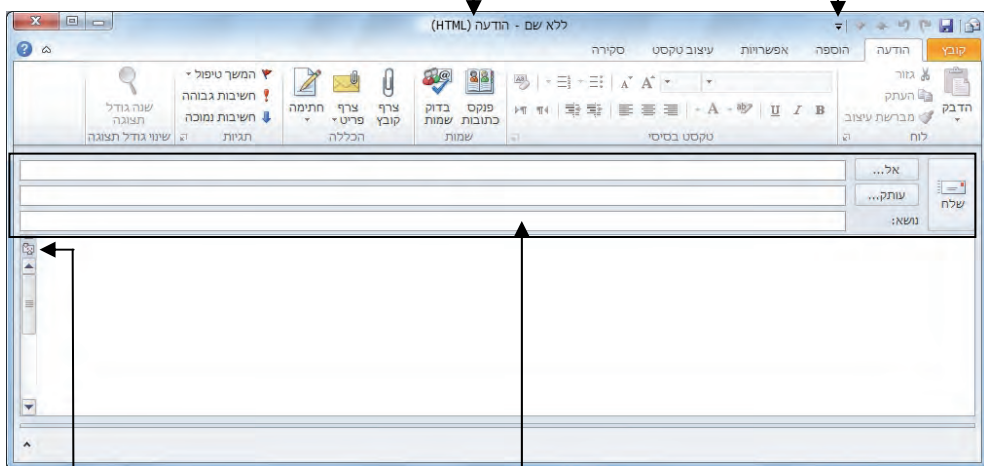 ללא שם - הודעה (HTML)
קובץ הודעה הוספה אפשרויות עיצוב טקסט סקירה
הדבק
גזור
העתק
מברשת עיצוב
לוח
B I U A
A A
טקסט בסיסי
פנקס כתובות
בדוק שמות
שמות
צרף קובץ
צרף פריט
חתימה
הכללה
המשך טיפול
חשיבות גבוהה
חשיבות נמוכה
תגיות
שנה גודל תצוגה
שינוי גודל תצוגה
שלח
אל...
עותק...
נושא: